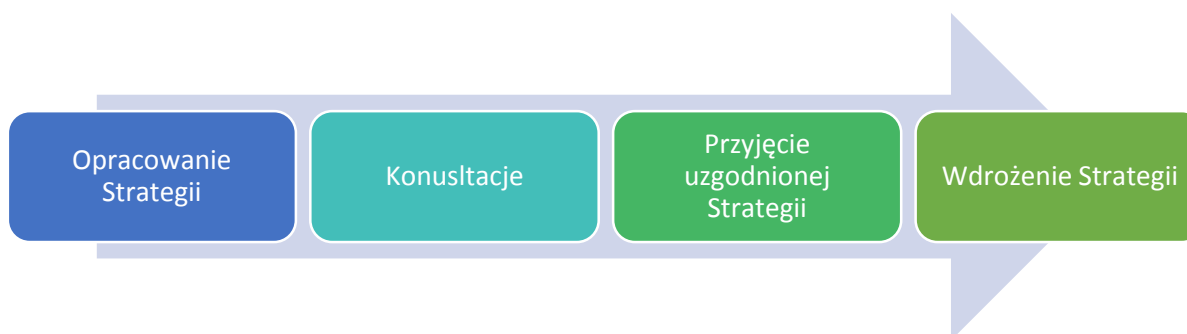 Opracowanie
Strategii
Konusltacje
Przyjęcie
uzgodnionej
Strategii
Wdrożenie Strategii